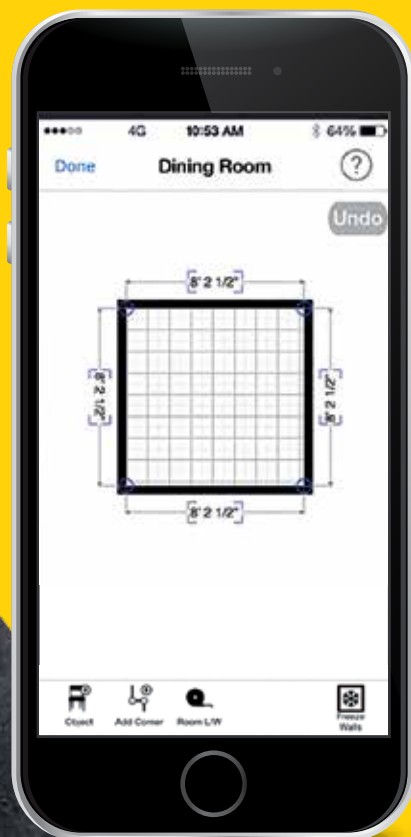 4G 10:53 AM 64%
Done Dining Room ?
Undo
8' 2 1/2"
8' 2 1/2"
8' 2 1/2"
8' 2 1/2"
Object Add Corner Room L/W Freeze Walls